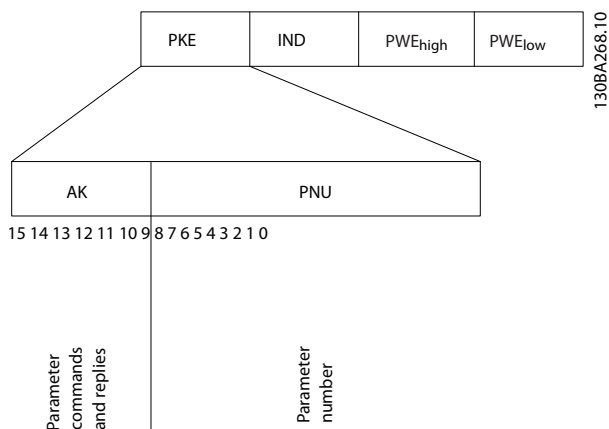 PKE IND PWEhigh PWElow
130BA268.10
AK PNU
15 14 13 12 11 10 9 8 7 6 5 4 3 2 1 0
Parameter
commands
and replies
Parameter
number